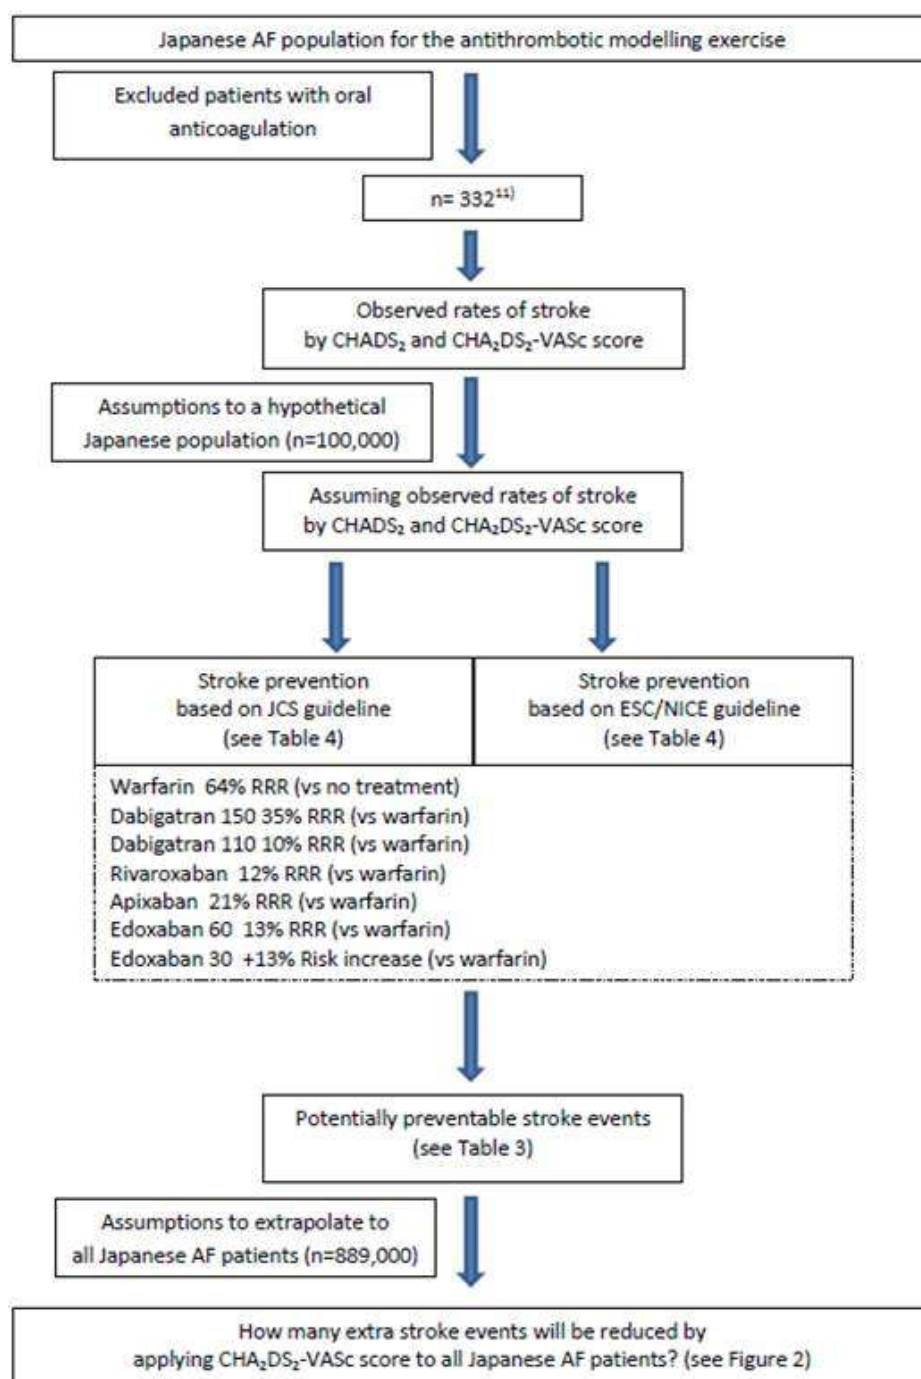 Japanese AF population for the antithrombotic modelling exercise
Excluded patients with oral
anticoagulation
n= 332¹¹⁾
Observed rates of stroke
by CHADS₂ and CHA₂DS₂-VASc score
Assumptions to a hypothetical
Japanese population (n=100,000)
Assuming observed rates of stroke
by CHADS₂ and CHA₂DS₂-VASc score
Stroke prevention
based on JCS guideline
(see Table 4)
Stroke prevention
based on ESC/NICE guideline
(see Table 4)
Warfarin 64% RRR (vs no treatment)
Dabigatran 150 35% RRR (vs warfarin)
Dabigatran 110 10% RRR (vs warfarin)
Rivaroxaban 12% RRR (vs warfarin)
Apixaban 21% RRR (vs warfarin)
Edoxaban 60 13% RRR (vs warfarin)
Edoxaban 30 +13% Risk increase (vs warfarin)
Potentially preventable stroke events
(see Table 3)
Assumptions to extrapolate to
all Japanese AF patients (n=889,000)
How many extra stroke events will be reduced by
applying CHA₂DS₂-VASc score to all Japanese AF patients? (see Figure 2)